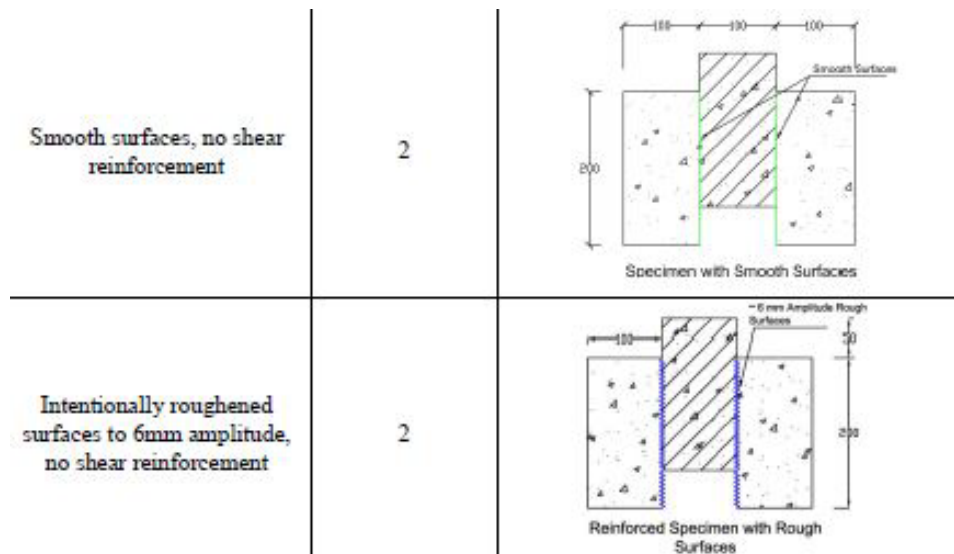 100
100
100
Smooth Surfaces
Smooth surfaces, no shear
reinforcement
2
200
Specimen with Smooth Surfaces
~6 mm Amplitude Rough
Surfaces
100
50
Intentionally roughened
surfaces to 6mm amplitude,
no shear reinforcement
2
200
Reinforced Specimen with Rough
Surfaces